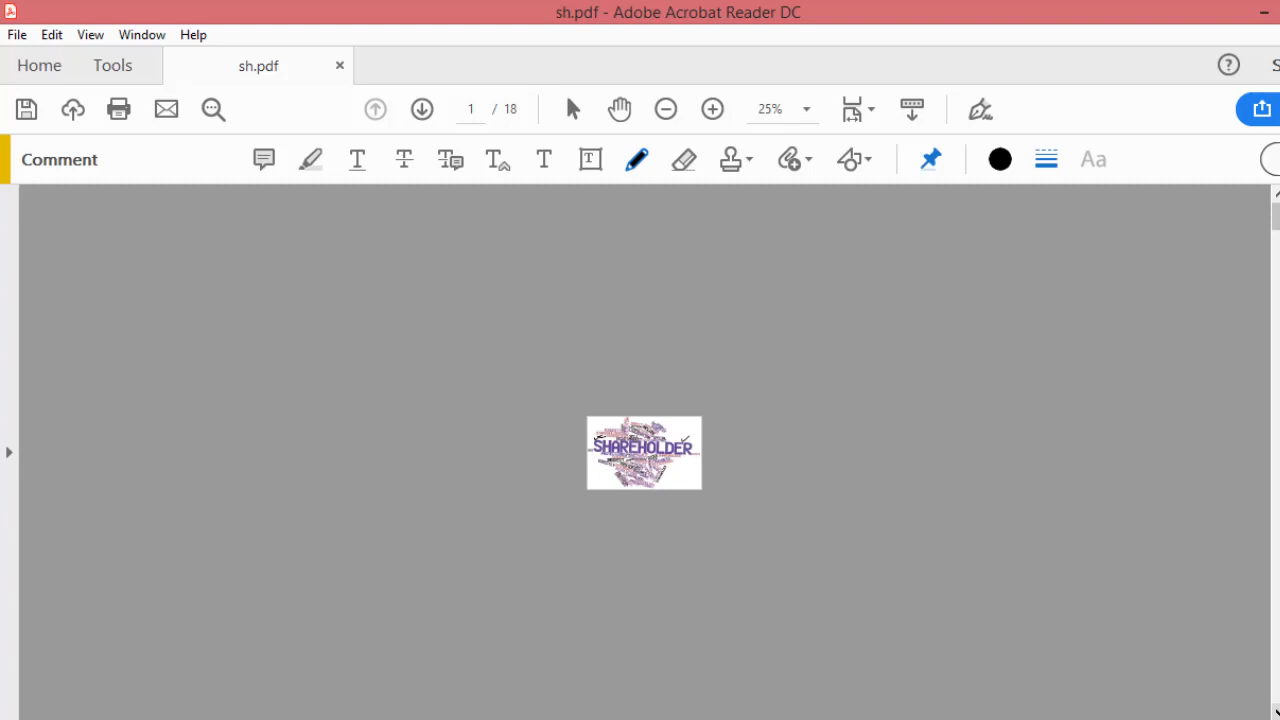 sh.pdf - Adobe Acrobat Reader DC
File Edit View Window Help
Home Tools sh.pdf
1 / 18 25%
Comment Aa
SHAREHOLDER